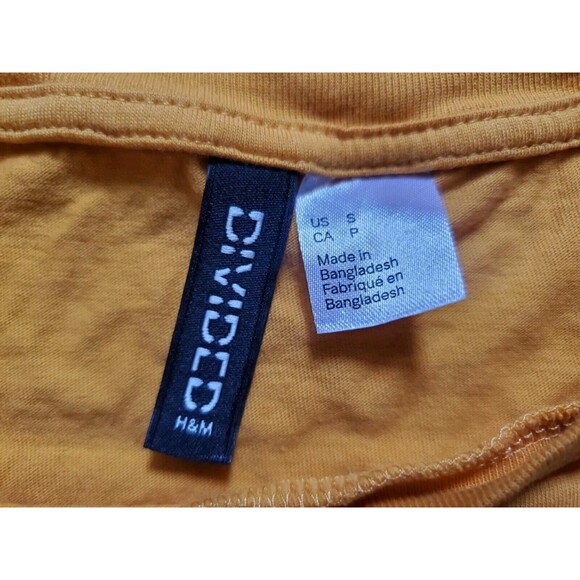 DIVIDED
H&M
US S
CA P
Made in
Bangladesh
Fabriqué en
Bangladesh